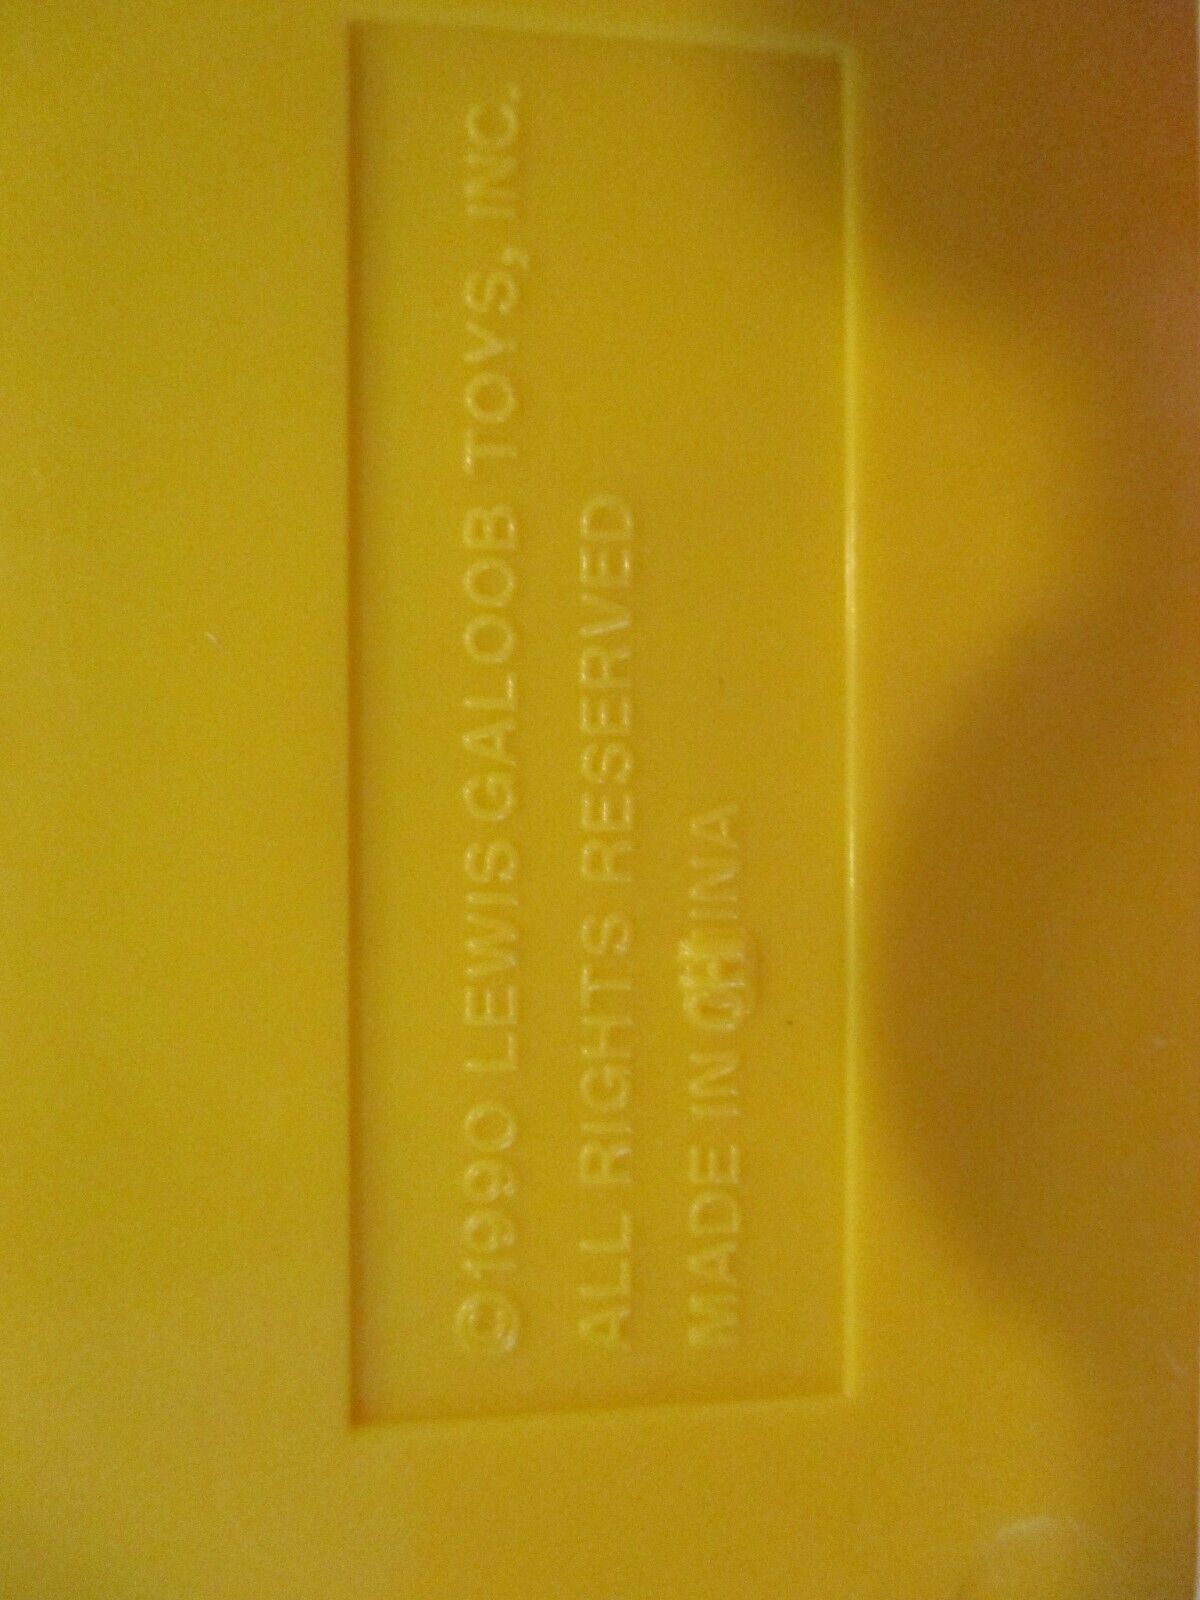 ©1990 LEWIS GALOOB TOYS, INC.
ALL RIGHTS RESERVED
MADE IN CHINA